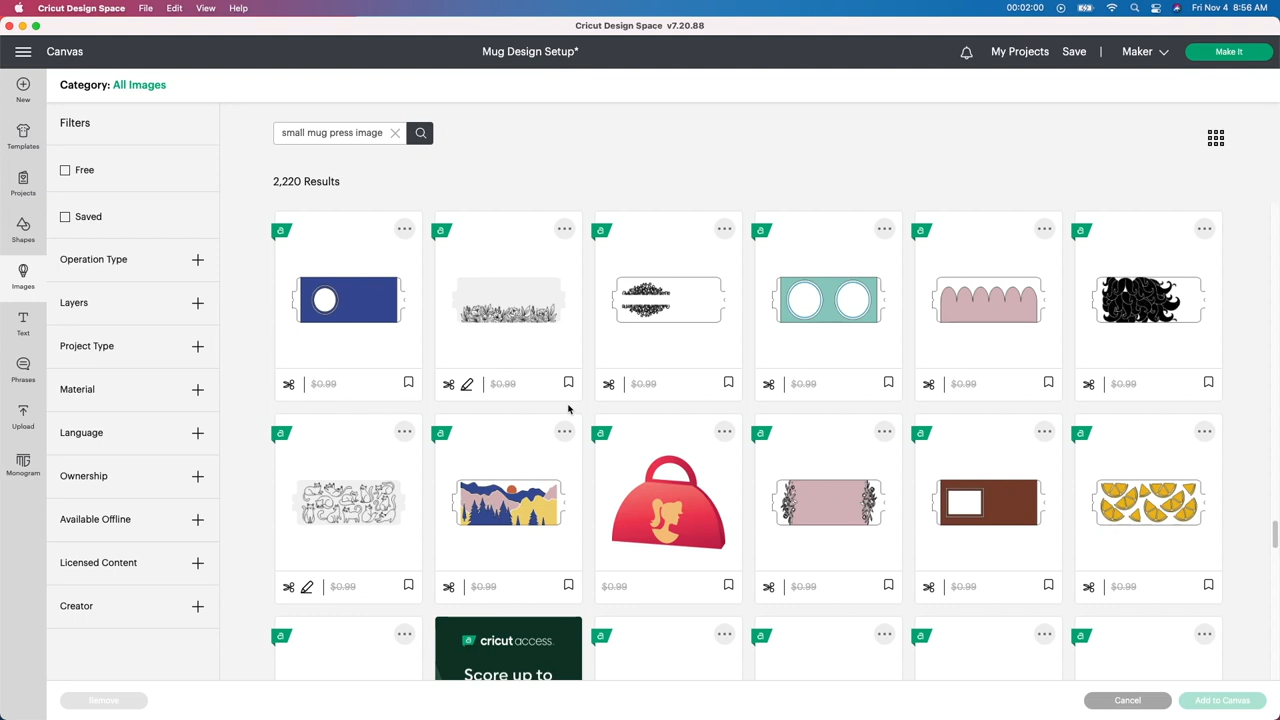 Cricut Design Space File Edit View Help 00:02:00 Fri Nov 4 8:56 AM
Cricut Design Space v7.20.88
Canvas Mug Design Setup* My Projects Save | Maker Make It
New
Templates
Projects
Shapes
Images
Text
Phrases
Upload
Monogram
Category: All Images
Filters
Free
Saved
Operation Type
Layers
Project Type
Material
Language
Ownership
Available Offline
Licensed Content
Creator
small mug press image
2,220 Results
a a a a a a
$0.99 $0.99 $0.99 $0.99 $0.99 $0.99
a a a a a a
$0.99 $0.99 $0.99 $0.99 $0.99 $0.99
a a a a a
cricut access.
Score up to
Remove Cancel Add to Canvas